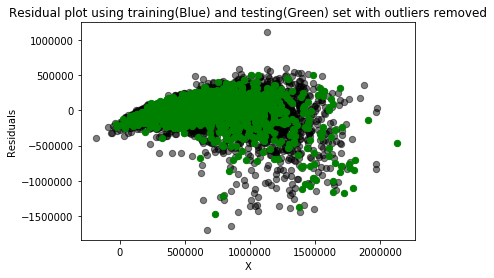 Residual plot using training(Blue) and testing(Green) set with outliers removed
1000000
500000
0
−500000
−1000000
−1500000
Residuals
0 500000 1000000 1500000 2000000
X